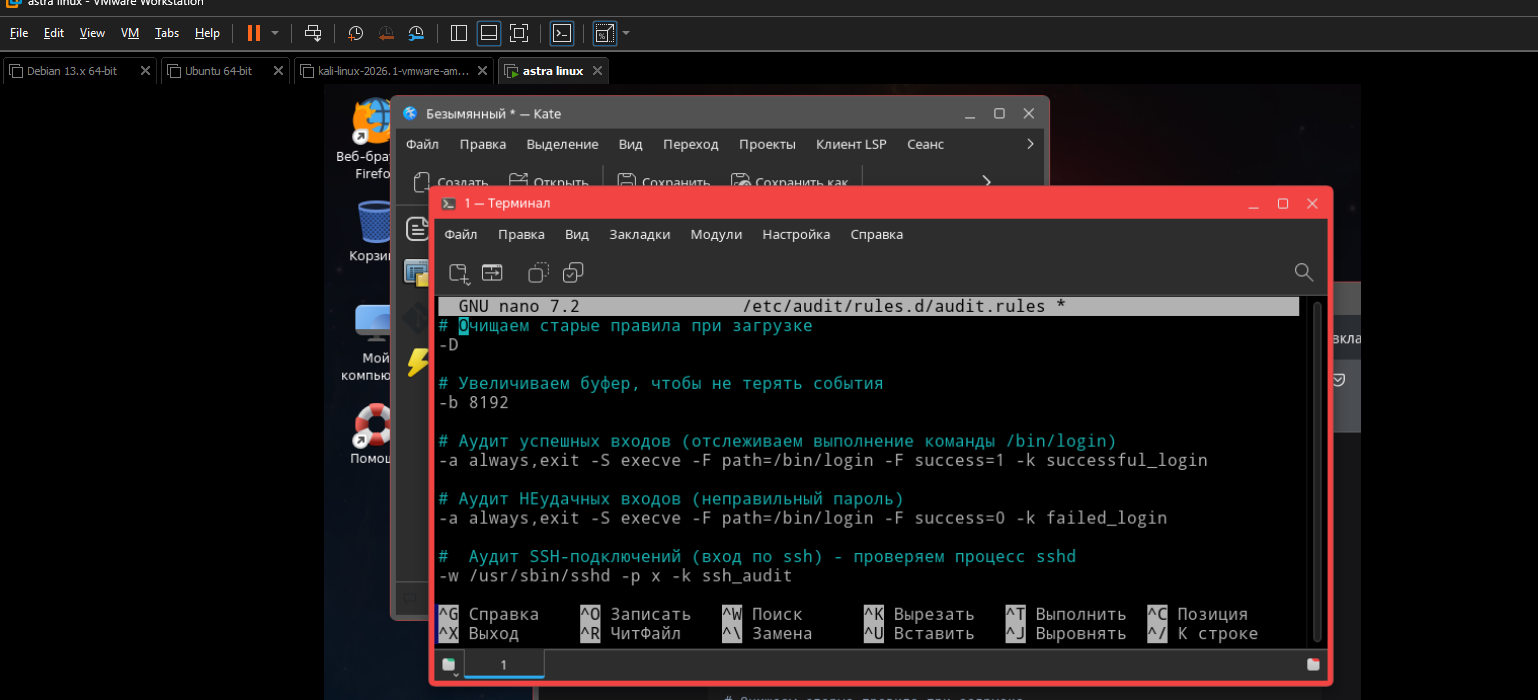 astra linux - VMware Workstation
File Edit View VM Tabs Help
Debian 13.x 64-bit Ubuntu 64-bit kali-linux-2026.1-vmware-am... astra linux
Безымянный * — Kate
Файл Правка Выделение Вид Переход Проекты Клиент LSP Сеанс
Создать Открыть Сохранить Сохранить как
Firefo
Корзи
Мой
компью
1 — Терминал
Файл Правка Вид Закладки Модули Настройка Справка
GNU nano 7.2 /etc/audit/rules.d/audit.rules *
# Очищаем старые правила при загрузке
-D
# Увеличиваем буфер, чтобы не терять события
-b 8192
# Аудит успешных входов (отслеживаем выполнение команды /bin/login)
-a always,exit -S execve -F path=/bin/login -F success=1 -k successful_login
# Аудит НЕудачных входов (неправильный пароль)
-a always,exit -S execve -F path=/bin/login -F success=0 -k failed_login
#  Аудит SSH-подключений (вход по ssh) - проверяем процесс sshd
-w /usr/sbin/sshd -p x -k ssh_audit
^G Справка ^O Записать ^W Поиск ^K Вырезать ^T Выполнить ^C Позиция
^X Выход ^R ЧитФайл ^\ Замена ^U Вставить ^J Выровнять ^/ К строке
1